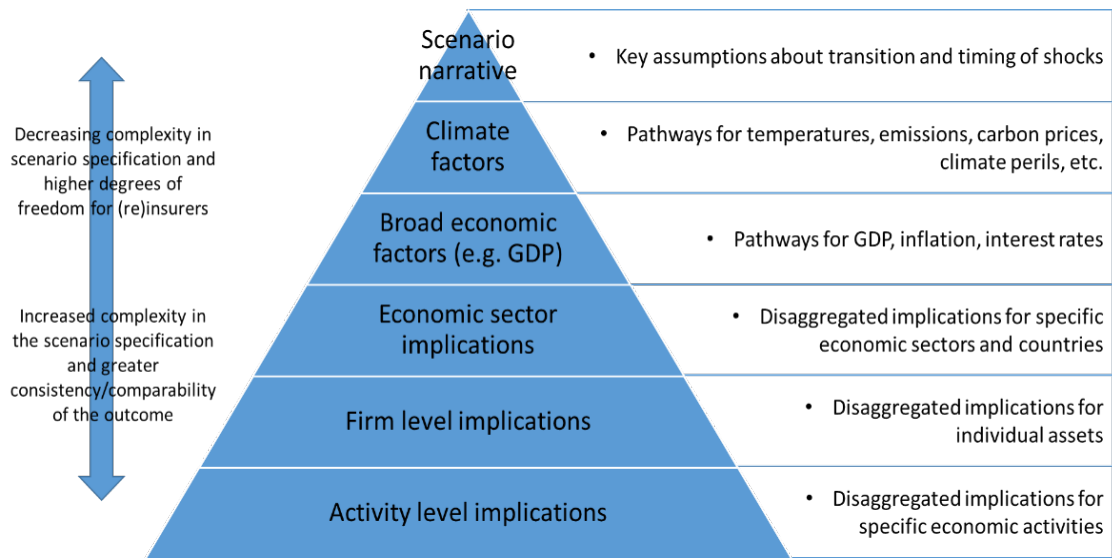 Scenario
narrative
• Key assumptions about transition and timing of shocks
Decreasing complexity in
scenario specification and
higher degrees of
freedom for (re)insurers
Climate
factors
• Pathways for temperatures, emissions, carbon prices,
climate perils, etc.
Broad economic
factors (e.g. GDP)
• Pathways for GDP, inflation, interest rates
Increased complexity in
the scenario specification
and greater
consistency/comparability
of the outcome
Economic sector
implications
• Disaggregated implications for specific
economic sectors and countries
Firm level implications
• Disaggregated implications for
individual assets
Activity level implications
• Disaggregated implications for
specific economic activities